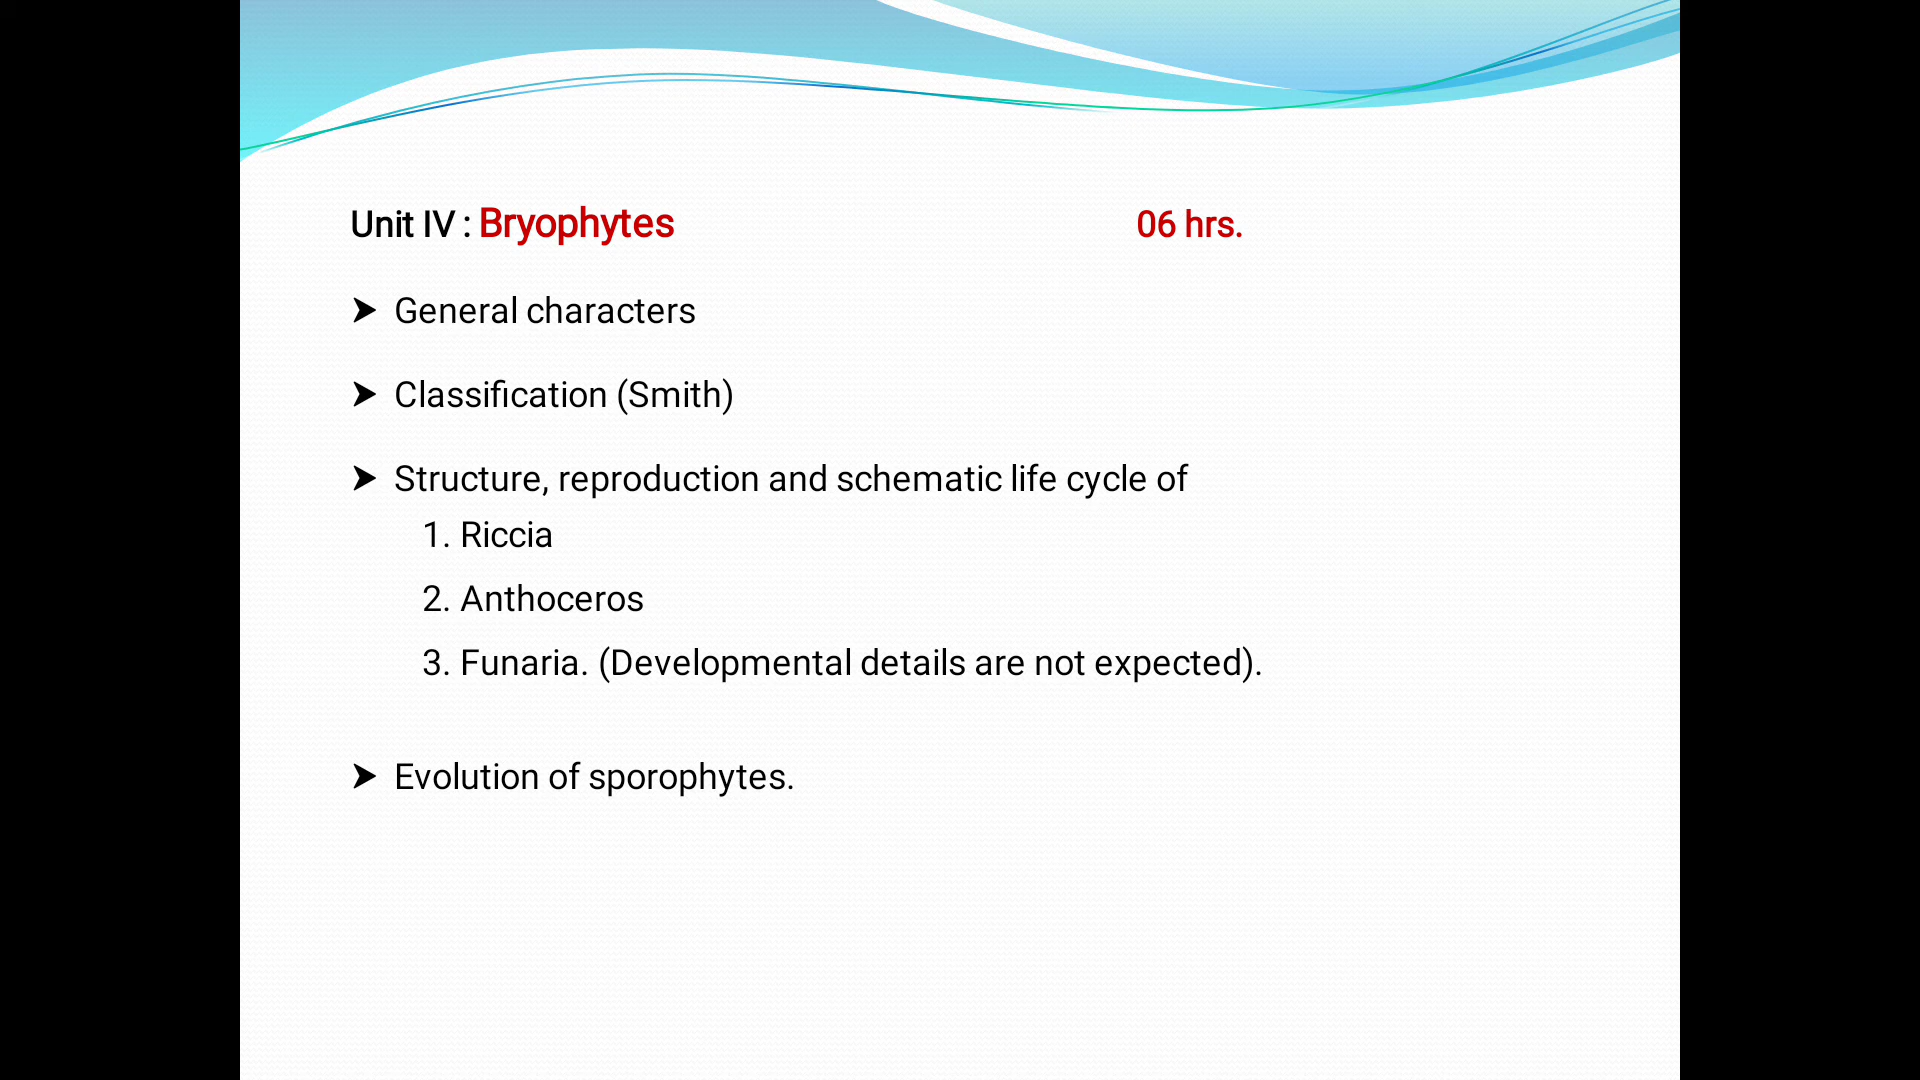 Unit IV : Bryophytes 06 hrs.
➤ General characters
➤ Classification (Smith)
➤ Structure, reproduction and schematic life cycle of
1. Riccia
2. Anthoceros
3. Funaria. (Developmental details are not expected).
➤ Evolution of sporophytes.